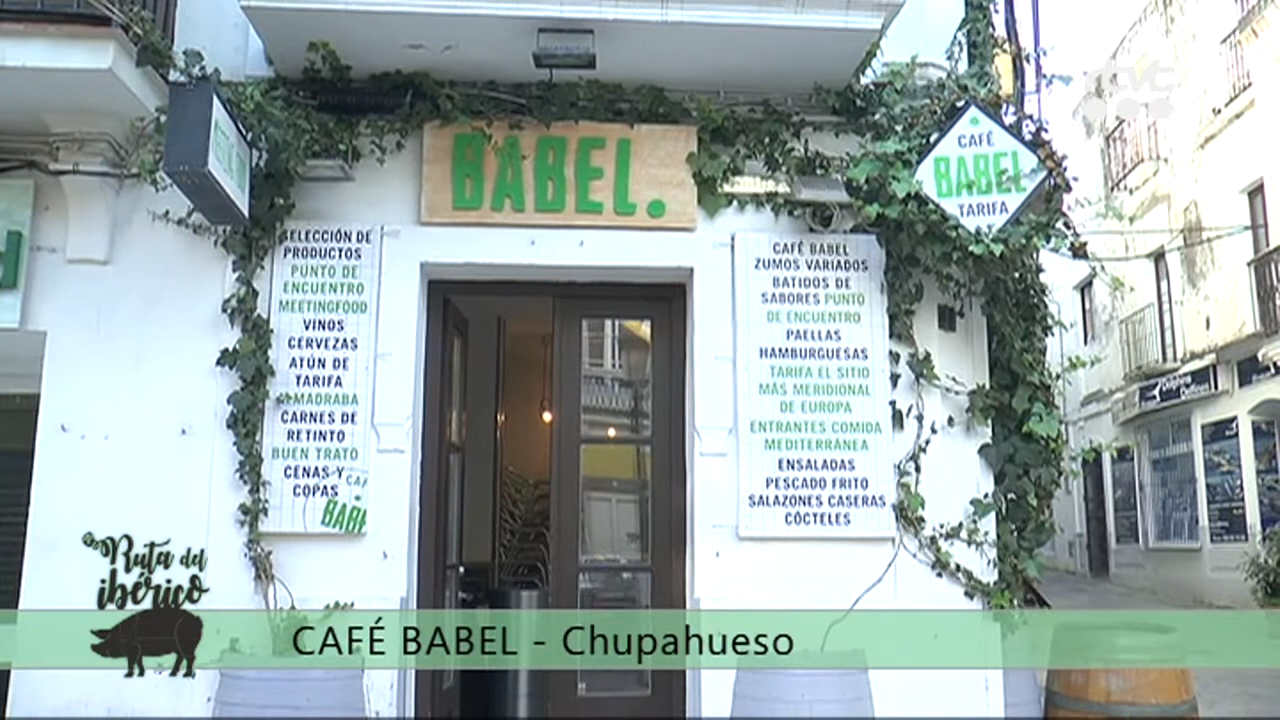 tvt
BABEL.
CAFÉ
BABEL
TARIFA
SELECCIÓN DE
PRODUCTOS
PUNTO DE
ENCUENTRO
MEETINGFOOD
VINOS
CERVEZAS
ATÚN DE
TARIFA
ALMADRABA
CARNES DE
RETINTO
BUEN TRATO
CENAS Y
COPAS
CAFÉ BABEL
ZUMOS VARIADOS
BATIDOS DE
SABORES PUNTO
DE ENCUENTRO
PAELLAS
HAMBURGUESAS
TARIFA EL SITIO
MÁS MERIDIONAL
DE EUROPA
ENTRANTES COMIDA
MEDITERRÁNEA
ENSALADAS
PESCADO FRITO
SALAZONES CASERAS
CÓCTELES
Ruta del
ibérico
CAFÉ BABEL - Chupahueso